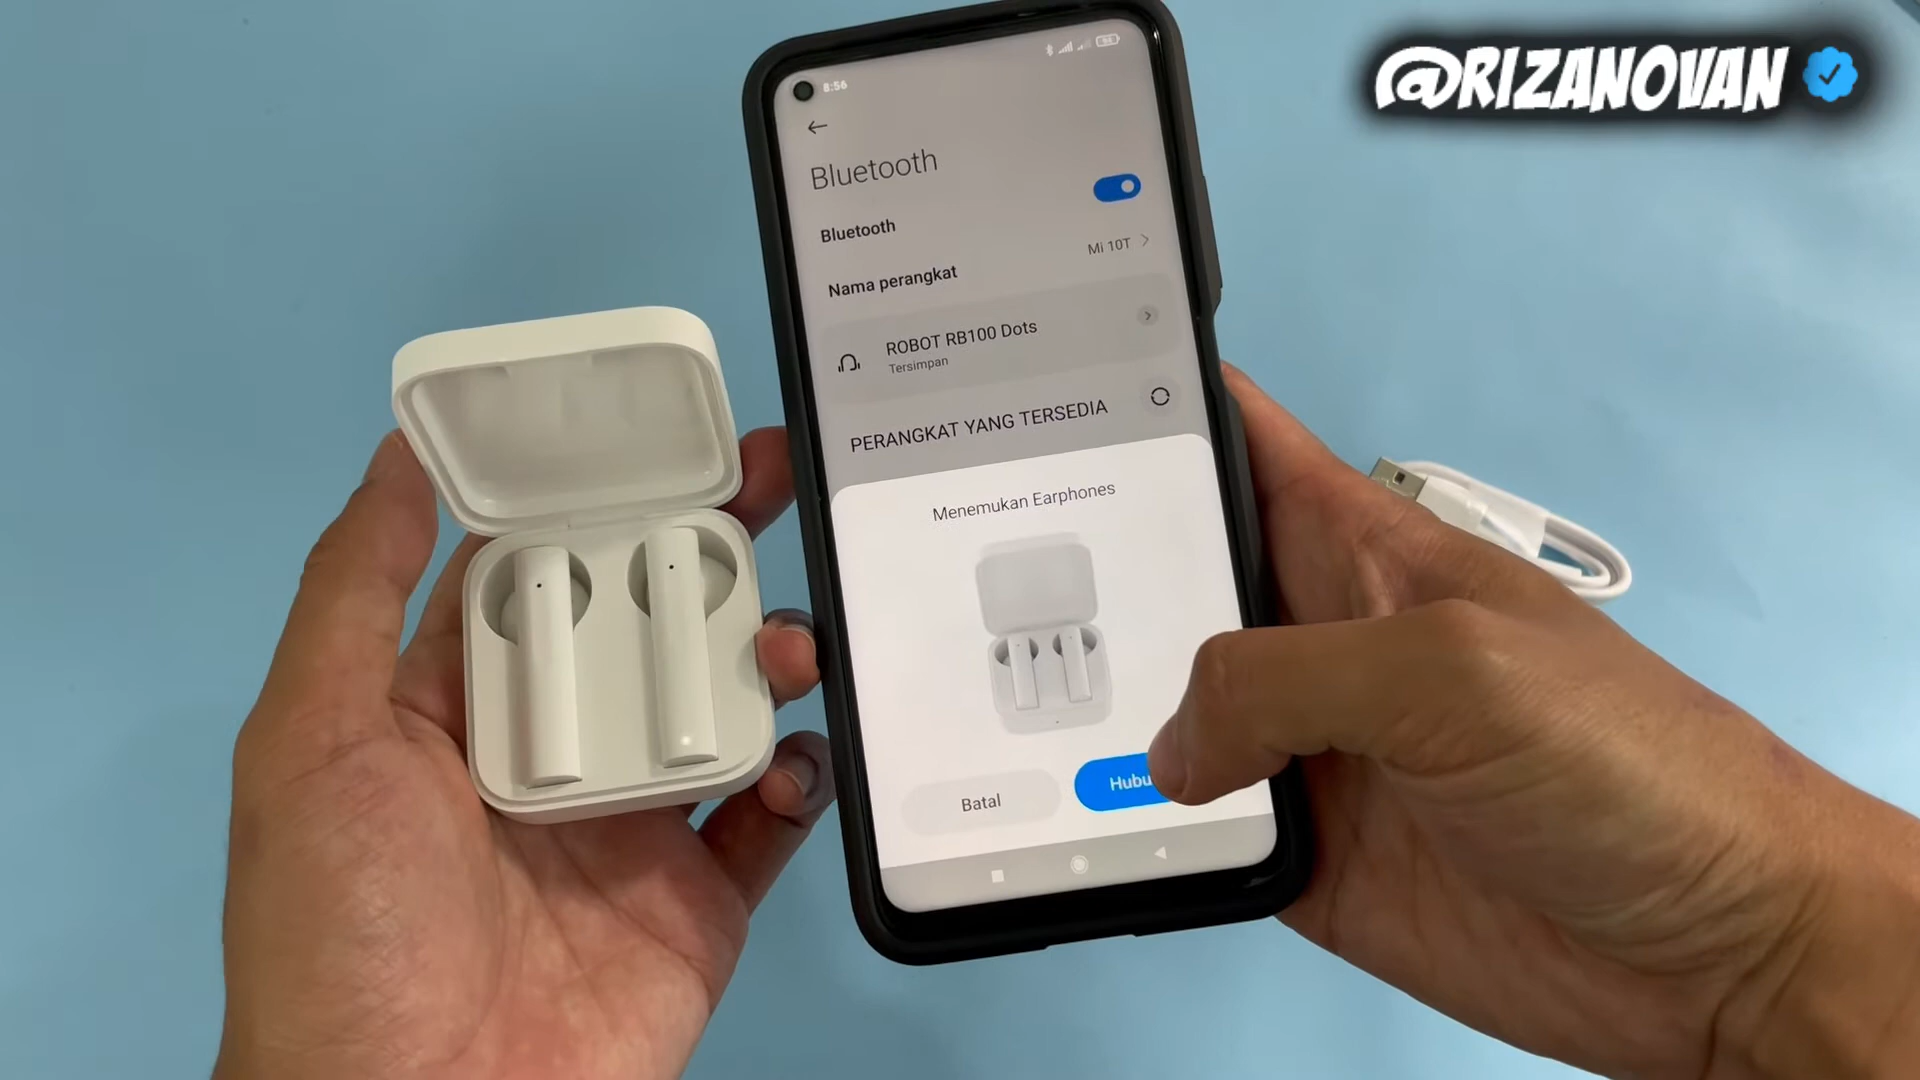 @RIZANOVAN
8:56
Bluetooth
Bluetooth
Nama perangkat
Mi 10T
ROBOT RB100 Dots
Tersimpan
PERANGKAT YANG TERSEDIA
Menemukan Earphones
Batal
Hubu